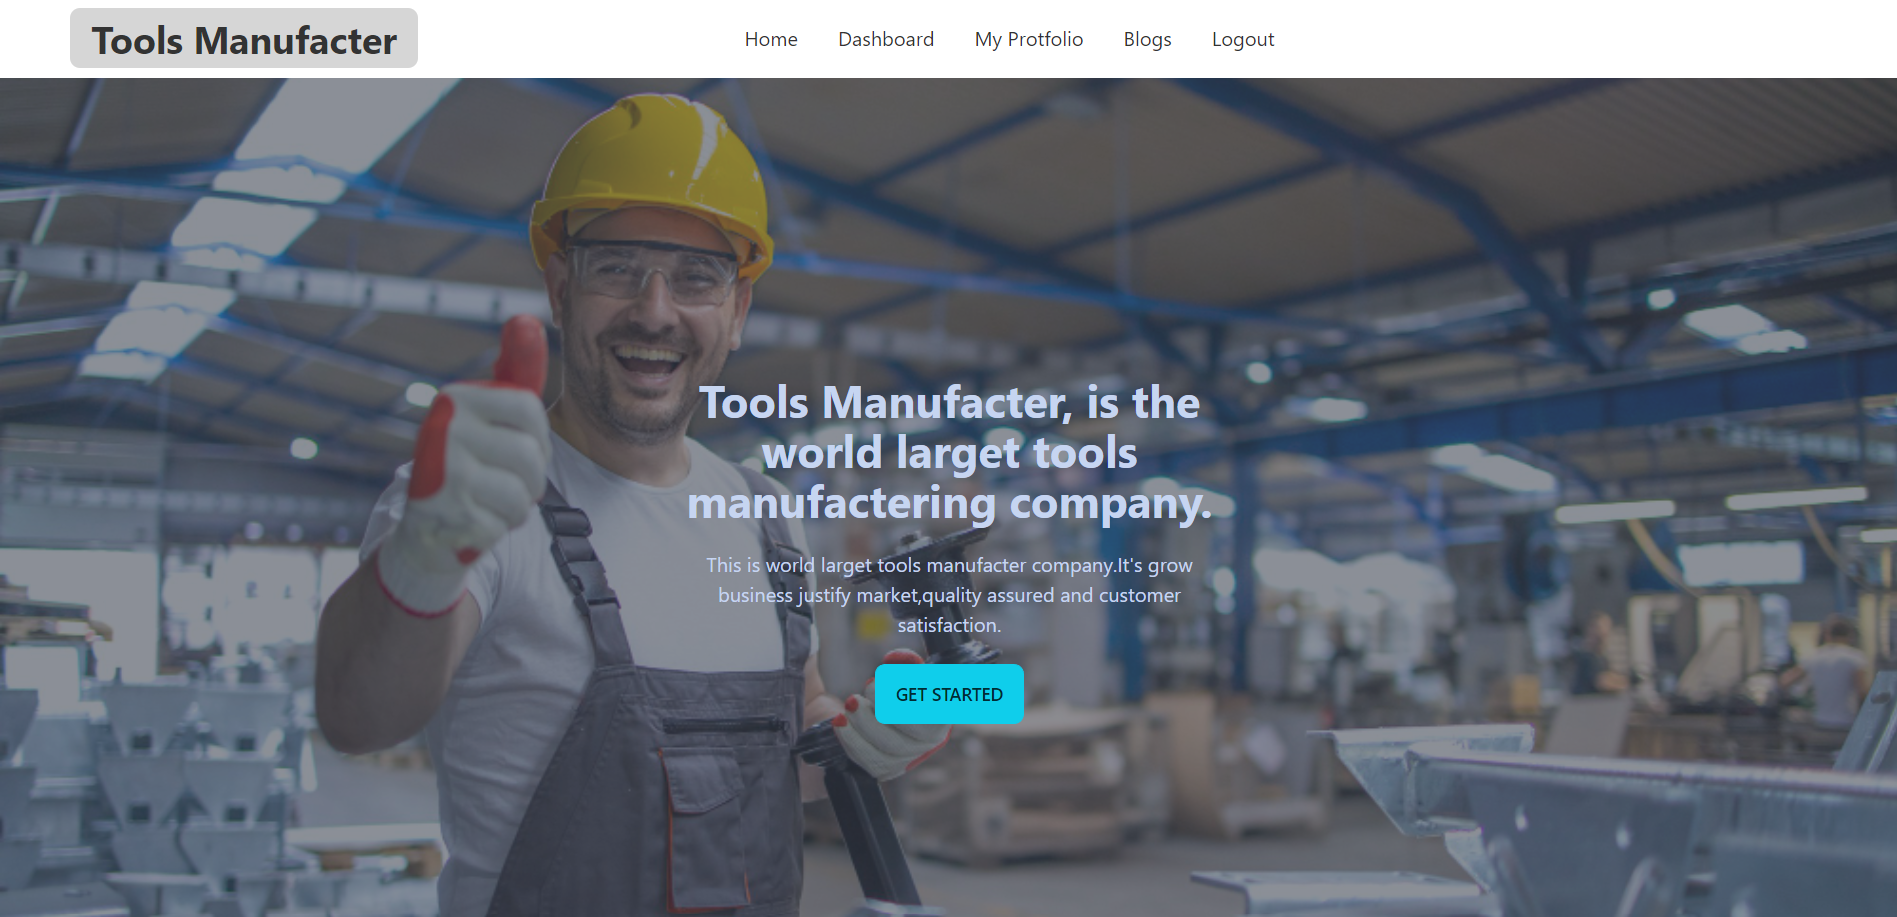 Tools Manufacter
Home Dashboard My Protfolio Blogs Logout
Tools Manufacter, is the
world larget tools
manufactering company.
This is world larget tools manufacter company.It's grow
business justify market,quality assured and customer
satisfaction.
GET STARTED